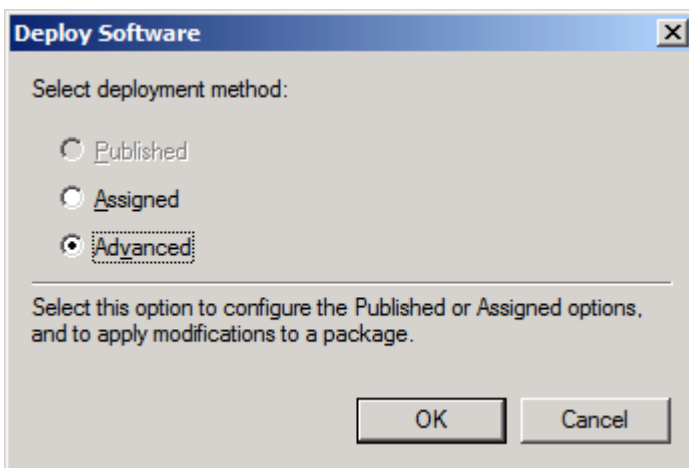 Deploy Software
Select deployment method:
Published
Assigned
Advanced
Select this option to configure the Published or Assigned options,
and to apply modifications to a package.
OK
Cancel